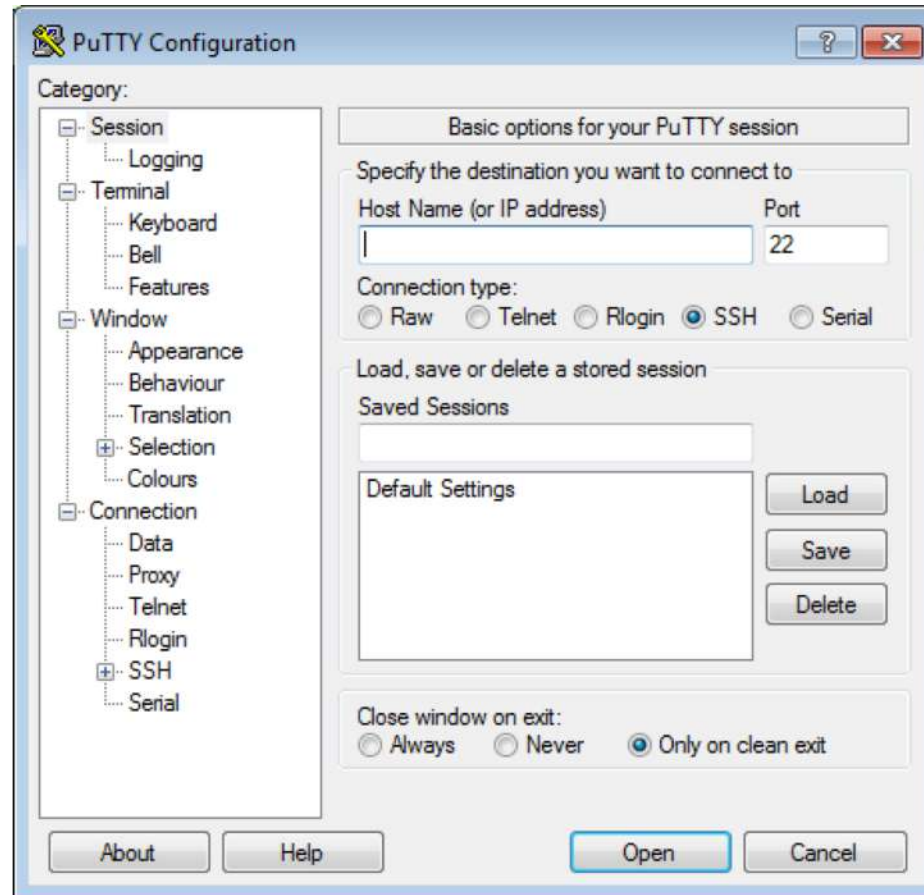 PuTTY Configuration
?
Category:
Session
Logging
Terminal
Keyboard
Bell
Features
Window
Appearance
Behaviour
Translation
Selection
Colours
Connection
Data
Proxy
Telnet
Rlogin
SSH
Serial
Basic options for your PuTTY session
Specify the destination you want to connect to
Host Name (or IP address) Port
22
Connection type:
Raw Telnet Rlogin SSH Serial
Load, save or delete a stored session
Saved Sessions
Default Settings
Load
Save
Delete
Close window on exit:
Always Never Only on clean exit
About Help Open Cancel